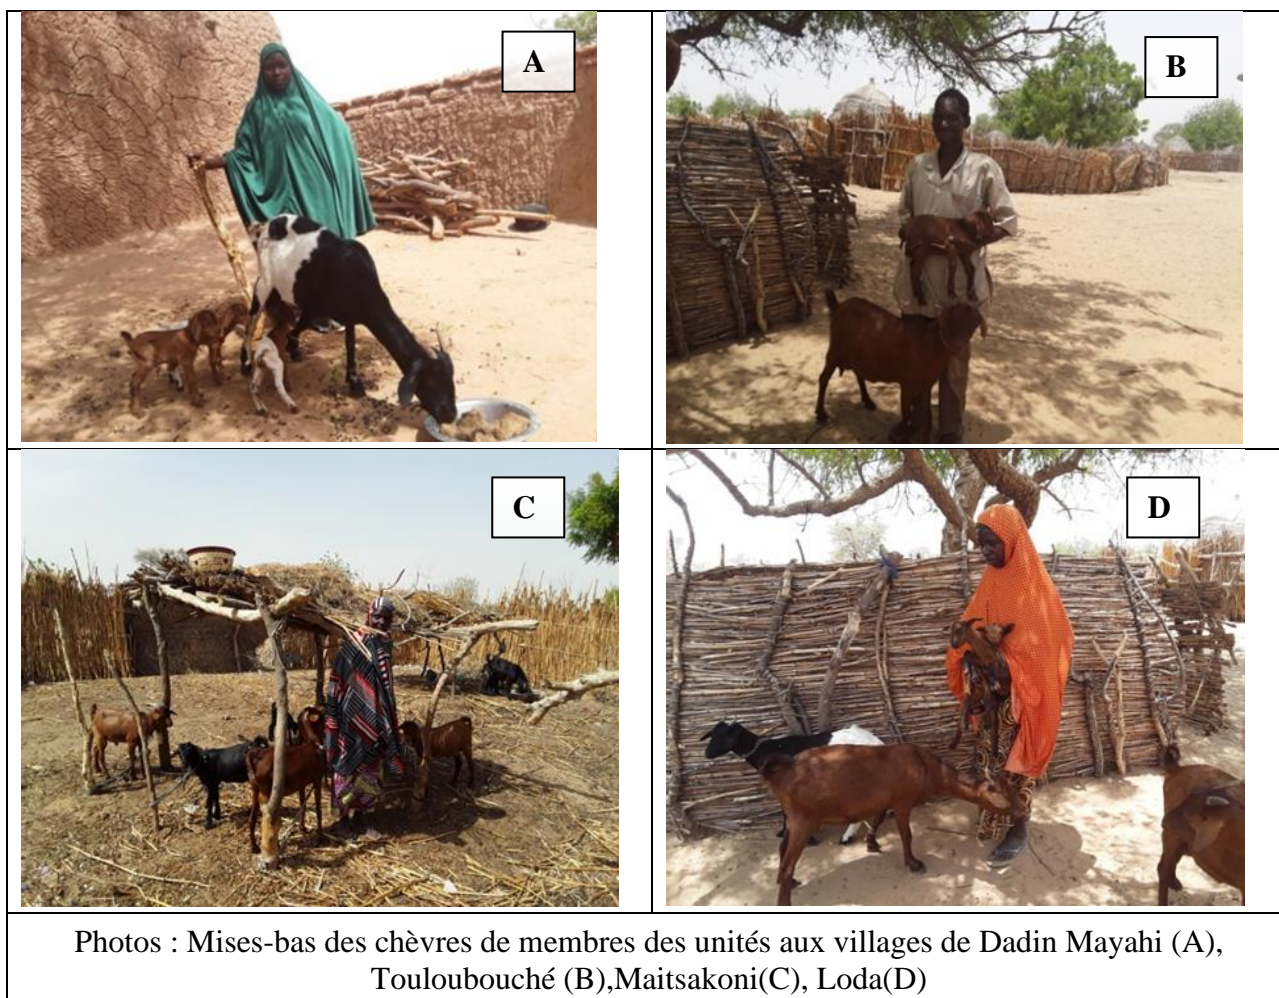 A
B
C
D
Photos : Mises-bas des chèvres de membres des unités aux villages de Dadin Mayahi (A),
Touloubouché (B),Maitsakoni(C), Loda(D)